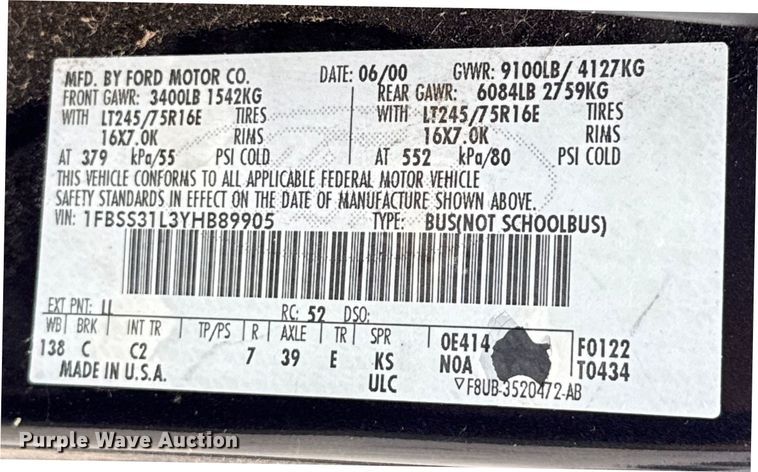 MFD. BY FORD MOTOR CO. DATE: 06/00 GVWR: 9100LB/ 4127KG
FRONT GAWR: 3400LB 1542KG REAR GAWR: 6084LB 2759KG
WITH LT245/75R16E TIRES WITH LT245/75R16E TIRES
16X7.0K RIMS 16X7.0K RIMS
AT 379 kPa/55 PSI COLD AT 552 kPa/80 PSI COLD
THIS VEHICLE CONFORMS TO ALL APPLICABLE FEDERAL MOTOR VEHICLE
SAFETY STANDARDS IN EFFECT ON THE DATE OF MANUFACTURE SHOWN ABOVE.
VIN: 1FBSS31L3YHB89905 TYPE: BUS(NOT SCHOOLBUS)
EXT PNT: RC: 52 DSO:
WB BRK INT TR TP/PS R AXLE TR SPR 0E414 F0122
138 C C2 7 39 E KS N0A T0434
MADE IN U.S.A. ULC F8UB-3520472-AB
Purple Wave Auction